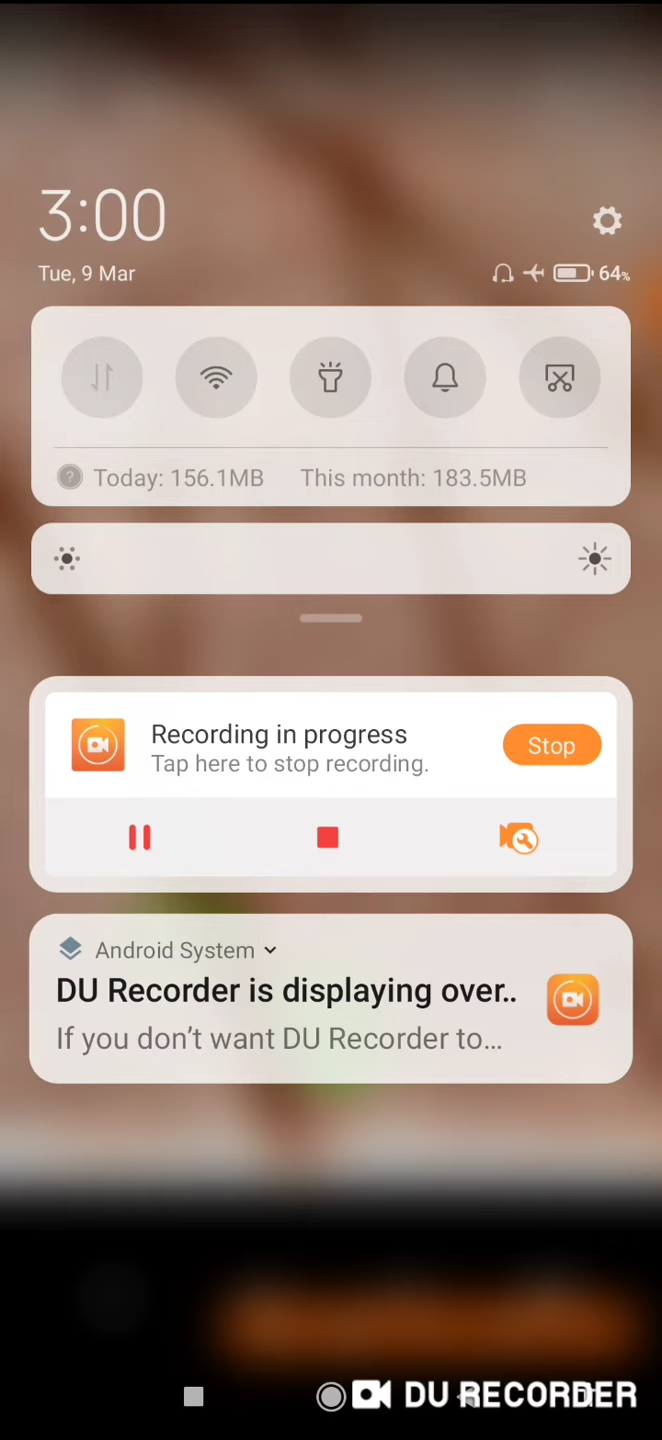 3:00
Tue, 9 Mar
64%
Today: 156.1MB This month: 183.5MB
Recording in progress
Tap here to stop recording.
Stop
Android System
DU Recorder is displaying over..
If you don’t want DU Recorder to...
DU RECORDER